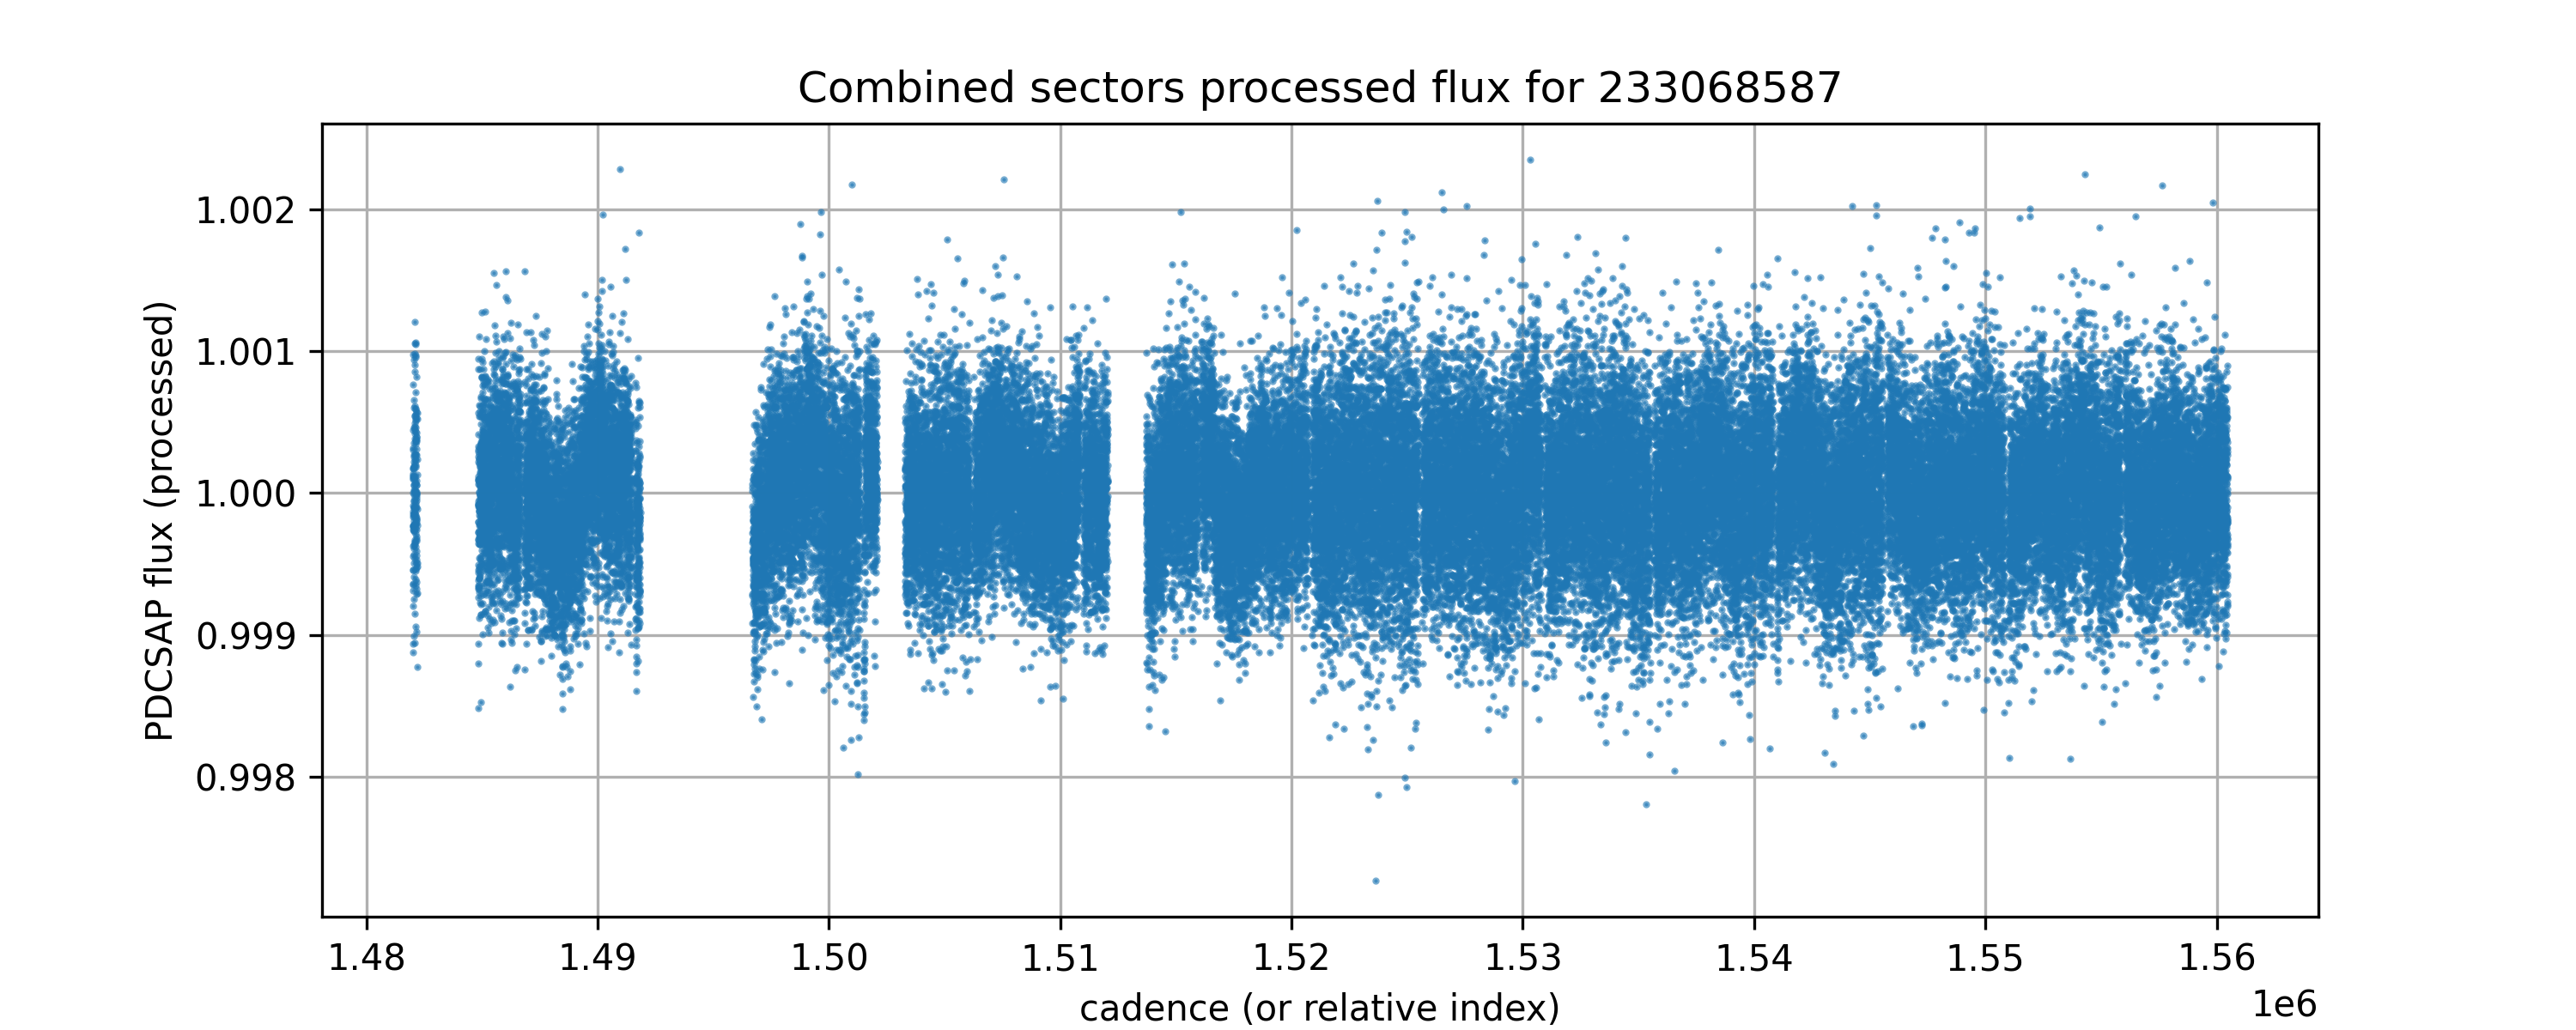 Combined sectors processed flux for 233068587
PDCSAP flux (processed)
1.002
1.001
1.000
0.999
0.998
1.48 1.49 1.50 1.51 1.52 1.53 1.54 1.55 1.56
1e6
cadence (or relative index)